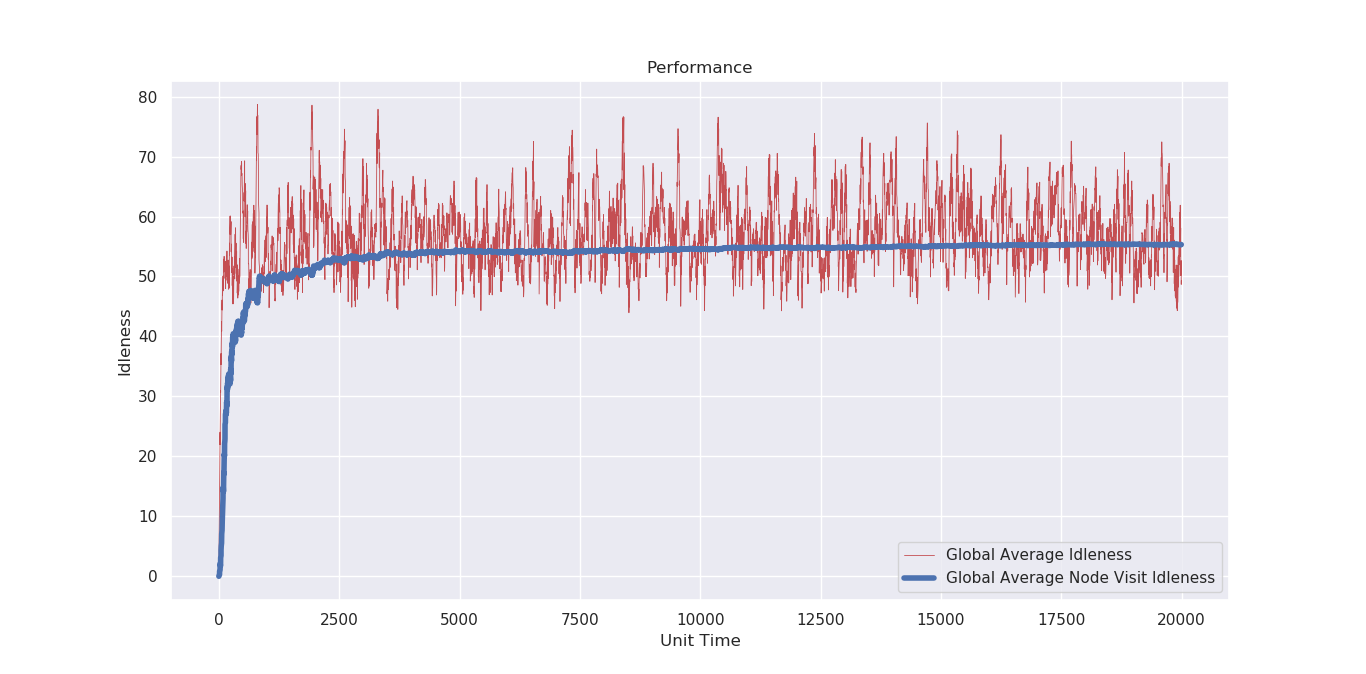 Performance
80
70
60
50
40
30
20
10
0
Idleness
Global Average Idleness
Global Average Node Visit Idleness
0 2500 5000 7500 10000 12500 15000 17500 20000
Unit Time